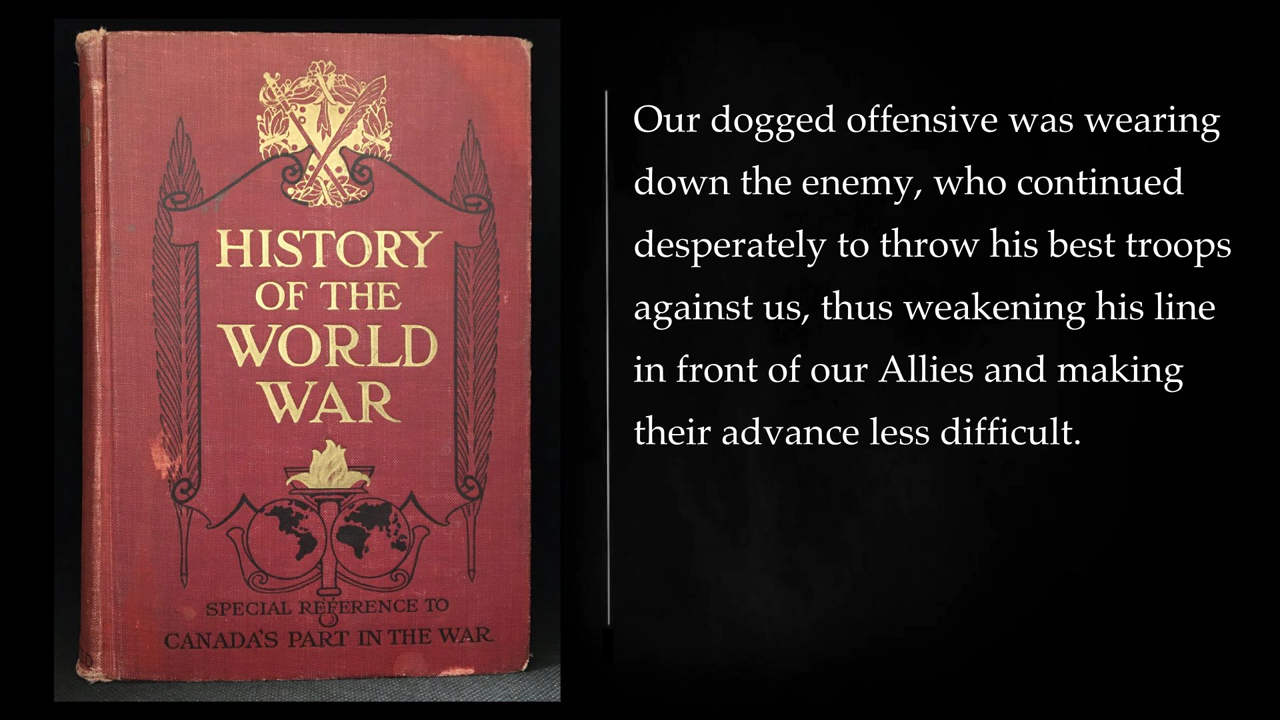 HISTORY
OF THE
WORLD
WAR
SPECIAL REFERENCE TO
CANADA'S PART IN THE WAR
Our dogged offensive was wearing
down the enemy, who continued
desperately to throw his best troops
against us, thus weakening his line
in front of our Allies and making
their advance less difficult.